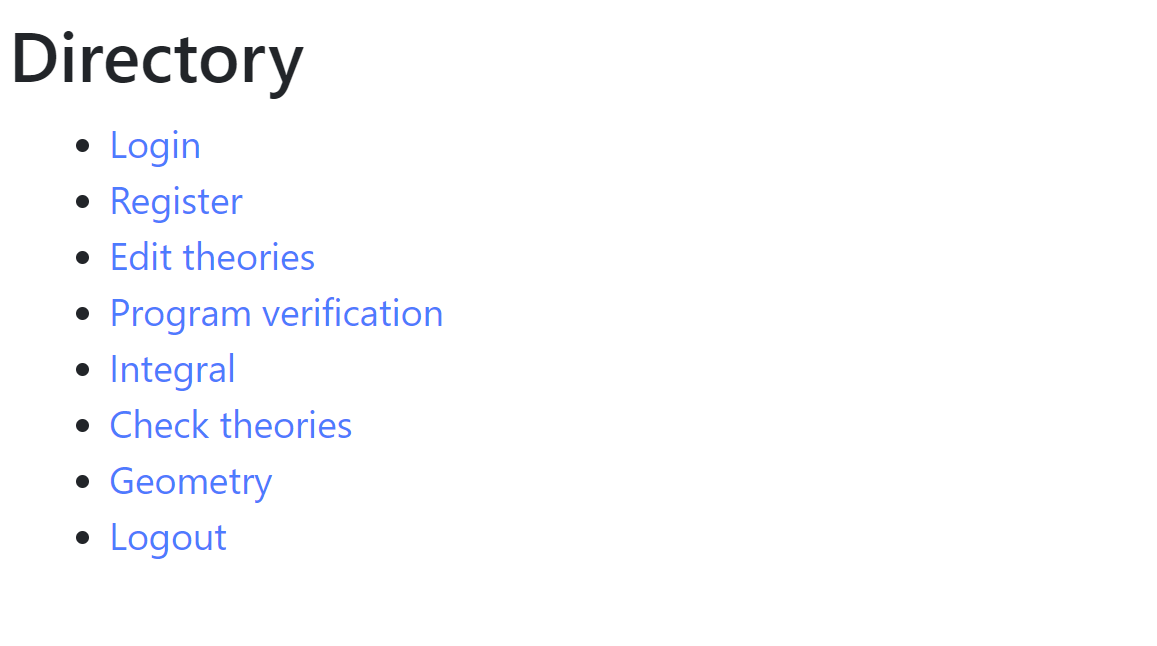 Directory
Login
Register
Edit theories
Program verification
Integral
Check theories
Geometry
Logout